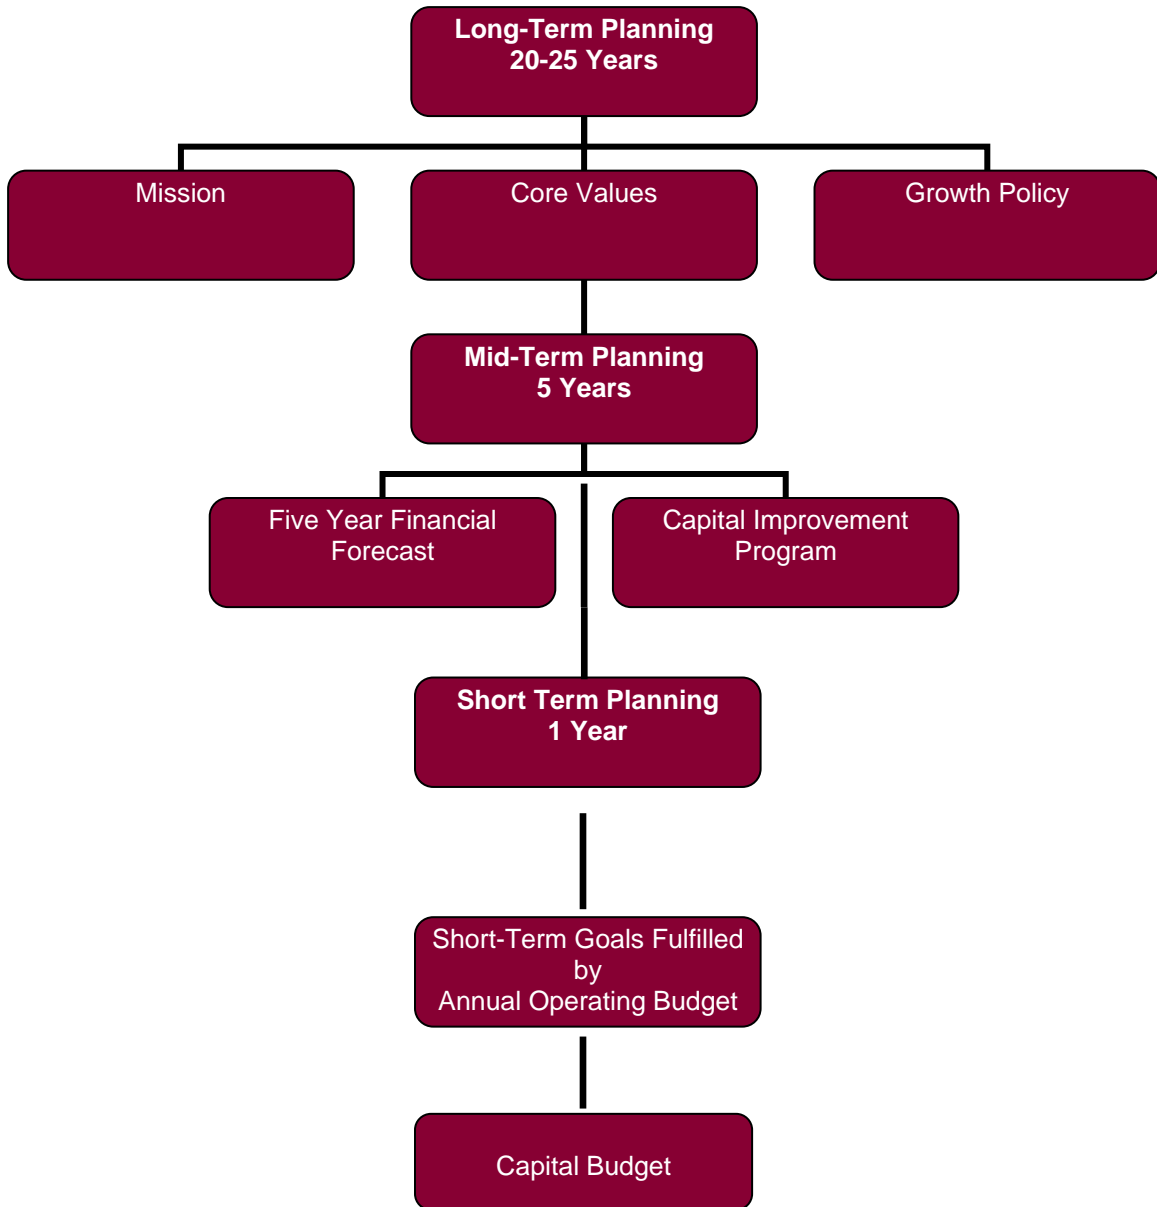 Long-Term Planning
20-25 Years
Mission
Core Values
Growth Policy
Mid-Term Planning
5 Years
Five Year Financial
Forecast
Capital Improvement
Program
Short Term Planning
1 Year
Short-Term Goals Fulfilled
by
Annual Operating Budget
Capital Budget